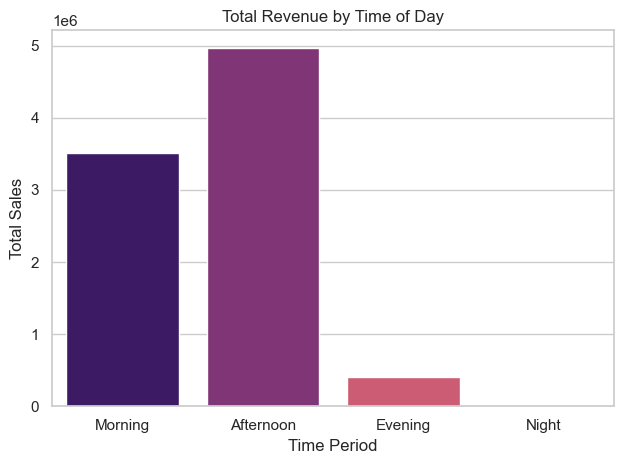 Total Revenue by Time of Day
1e6
5
4
3
2
1
0
Total Sales
Morning Afternoon Evening Night
Time Period